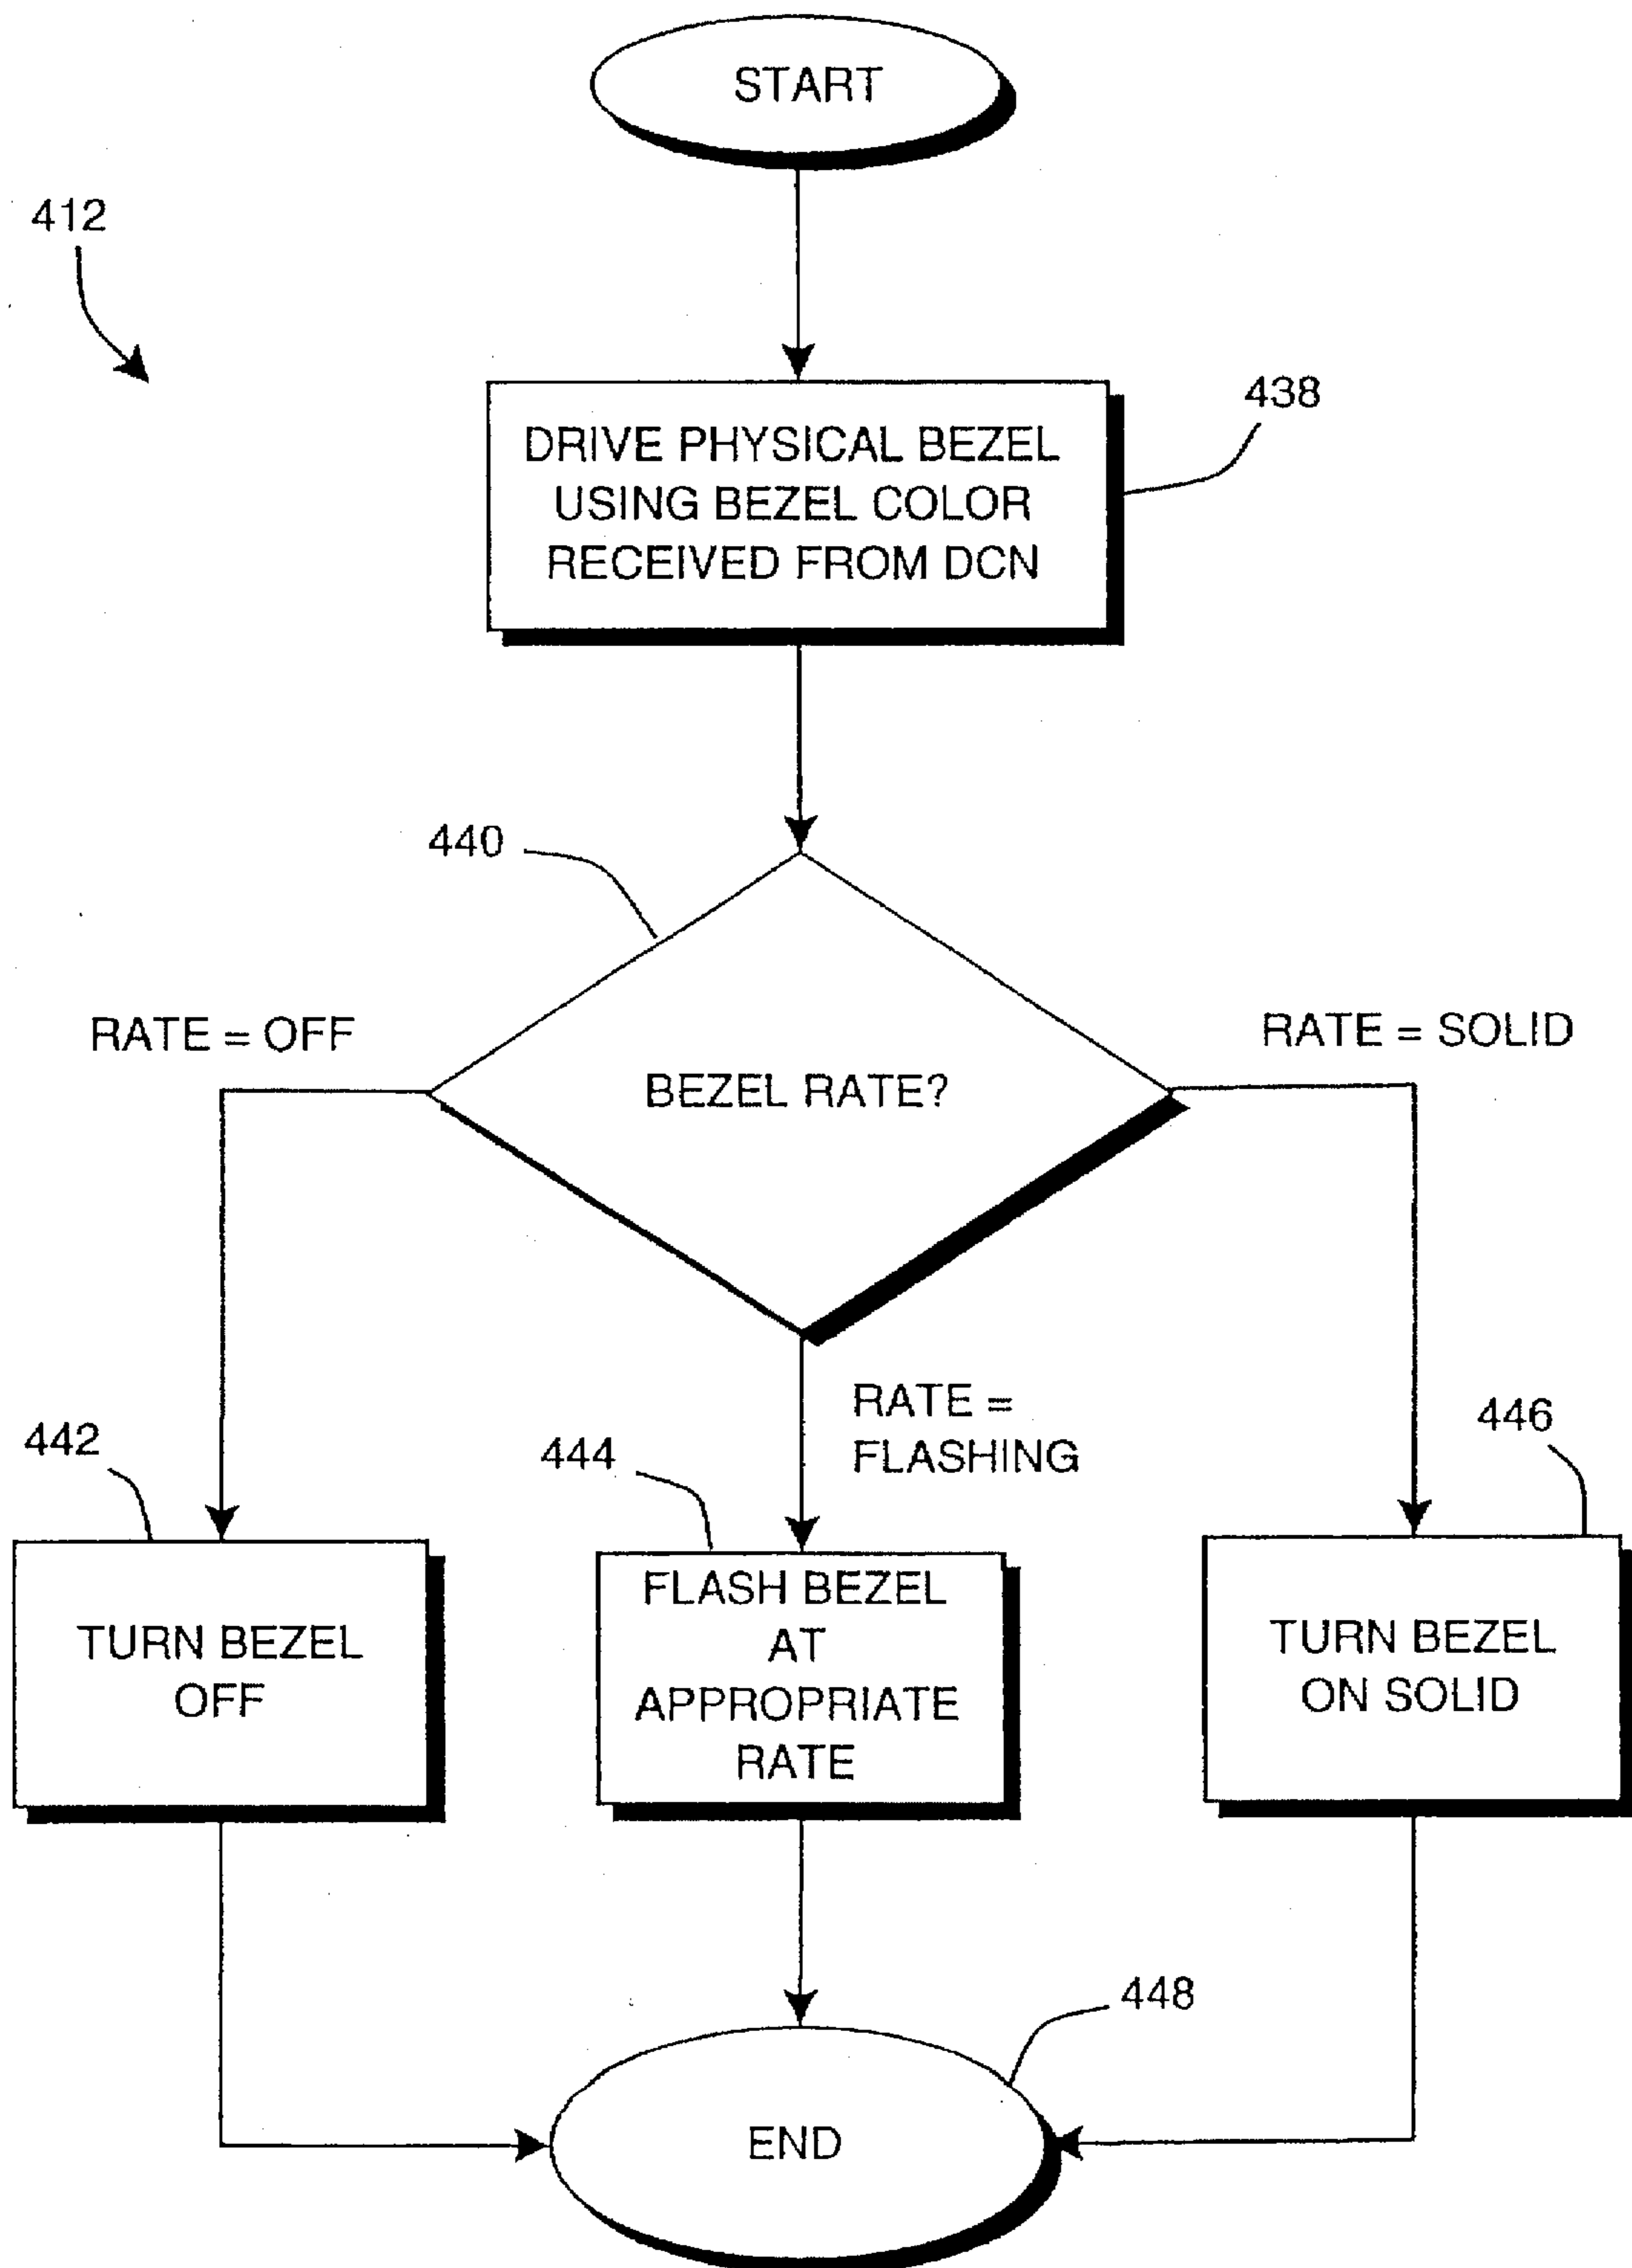 START
412
438
DRIVE PHYSICAL BEZEL
USING BEZEL COLOR
RECEIVED FROM DCN
440
RATE = OFF
RATE = SOLID
BEZEL RATE?
RATE =
FLASHING
442
444
446
TURN BEZEL
OFF
FLASH BEZEL
AT
APPROPRIATE
RATE
TURN BEZEL
ON SOLID
448
END